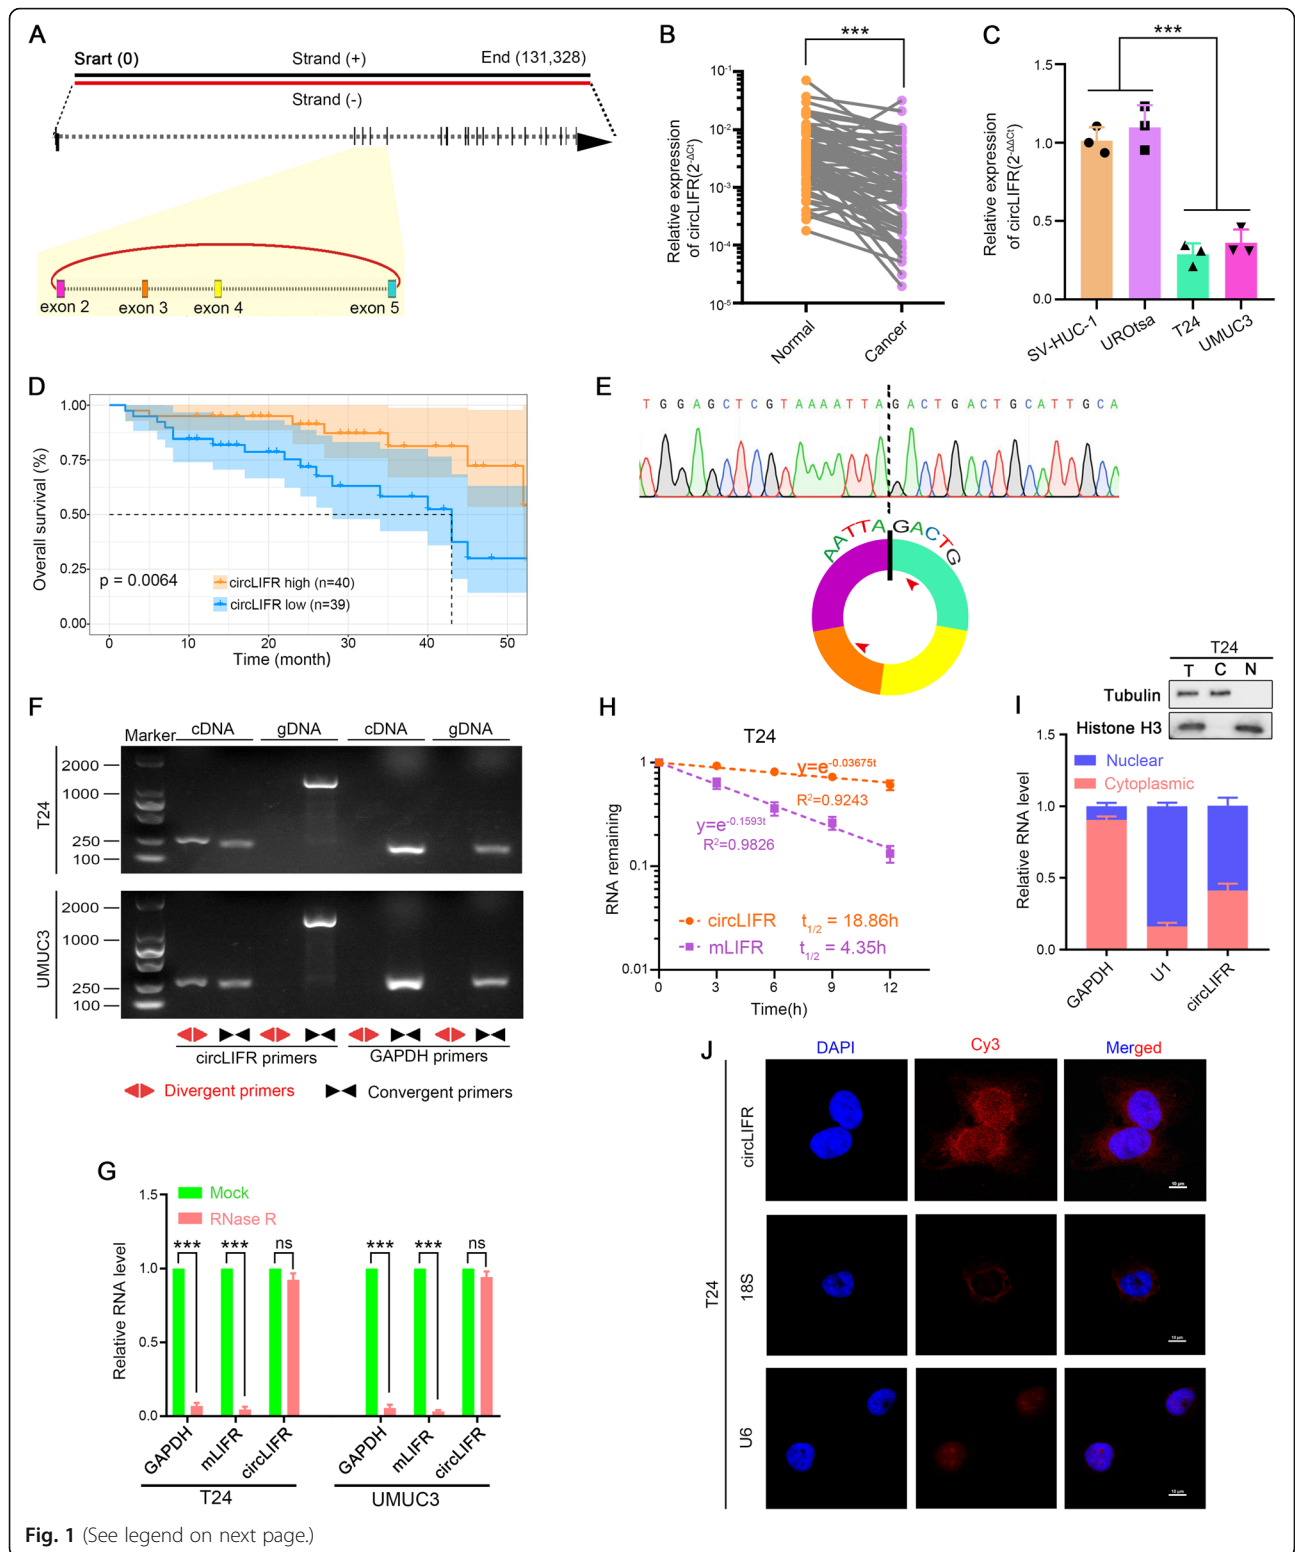 A
Srart (0)
Strand (+)
End (131,328)
Strand (-)
exon 2
exon 3
exon 4
exon 5
B
***
Relative expression
of circLIFR(2-ΔCt)
10-1
10-2
10-3
10-4
10-5
Normal
Cancer
C
***
Relative expression
of circLIFR(2-ΔΔCt)
1.5
1.0
0.5
0.0
SV-HUC-1
UROtsa
T24
UMUC3
D
Overall survival (%)
1.00
0.75
0.50
0.25
0.00
p = 0.0064
circLIFR high (n=40)
circLIFR low (n=39)
0 10 20 30 40 50
Time (month)
E
T G G A G C T C G T A A A A T T A G A C T G A C T G C A T T G C A
AATTA GACTG
F
Marker
cDNA
gDNA
cDNA
gDNA
T24
2000
1000
250
100
UMUC3
2000
1000
250
100
circLIFR primers
GAPDH primers
Divergent primers
Convergent primers
G
Mock
RNase R
Relative RNA level
1.5
1.0
0.5
0.0
*** *** ns
*** *** ns
GAPDH
mLIFR
circLIFR
GAPDH
mLIFR
circLIFR
T24
UMUC3
H
T24
RNA remaining
1
0.1
0.01
y=e-0.03675t
R2=0.9243
y=e-0.1593t
R2=0.9826
circLIFR t1/2 = 18.86h
mLIFR t1/2 = 4.35h
0 3 6 9 12
Time(h)
I
T24
T C N
Tubulin
Histone H3
Nuclear
Cytoplasmic
Relative RNA level
1.5
1.0
0.5
0.0
GAPDH
U1
circLIFR
J
DAPI
Cy3
Merged
T24
circLIFR
10 μm
18S
10 μm
U6
10 μm
Fig. 1 (See legend on next page.)